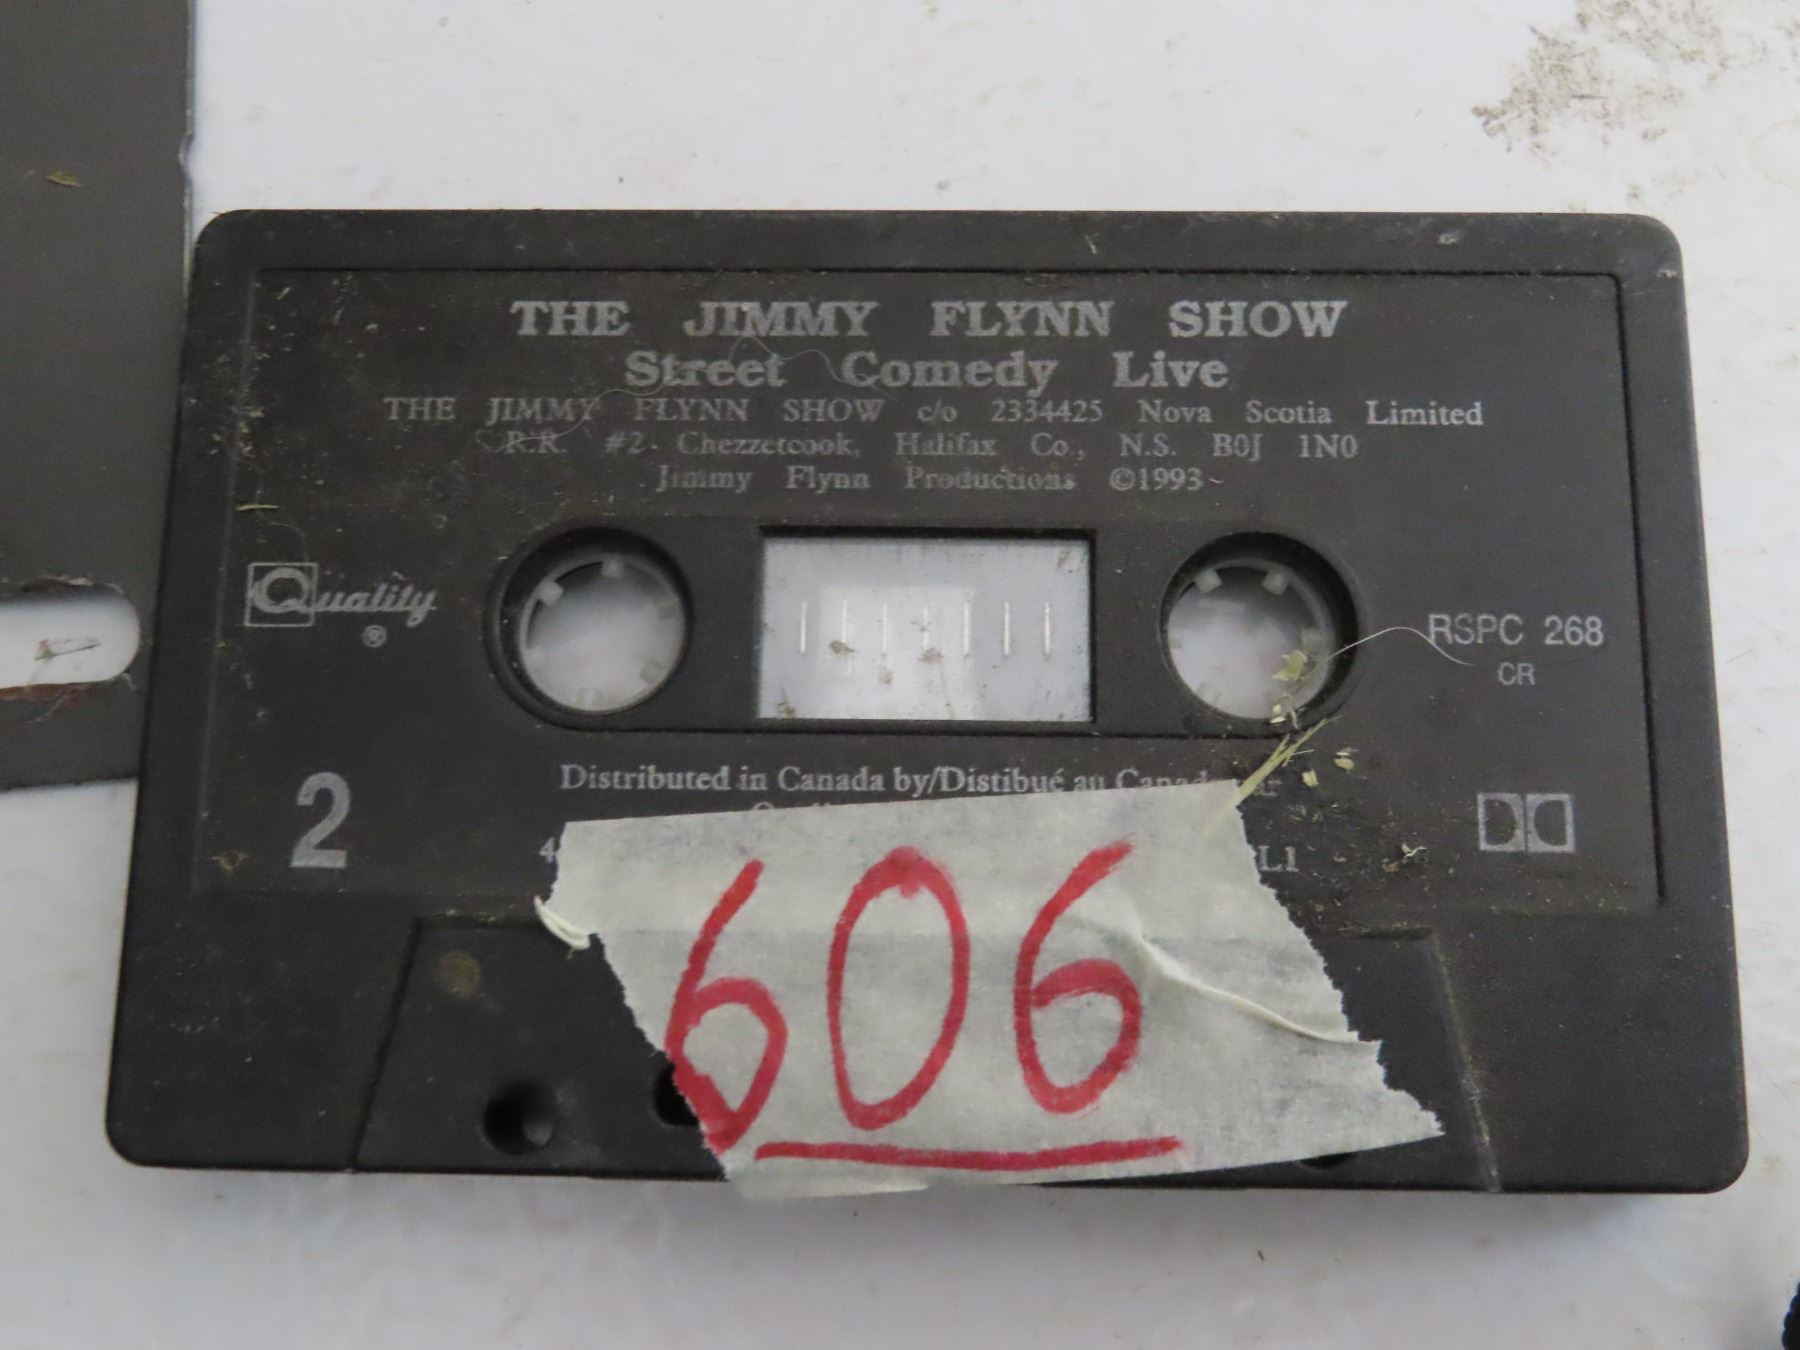 THE JIMMY FLYNN SHOW
Street Comedy Live
THE JIMMY FLYNN SHOW c/o 2334425 Nova Scotia Limited
R.R. #2 Chezzetcook, Halifax Co., N.S. B0J 1N0
Jimmy Flynn Productions ©1993
Quality
®
RSPC 268
CR
2
Distributed in Canada by/Distibué au
606